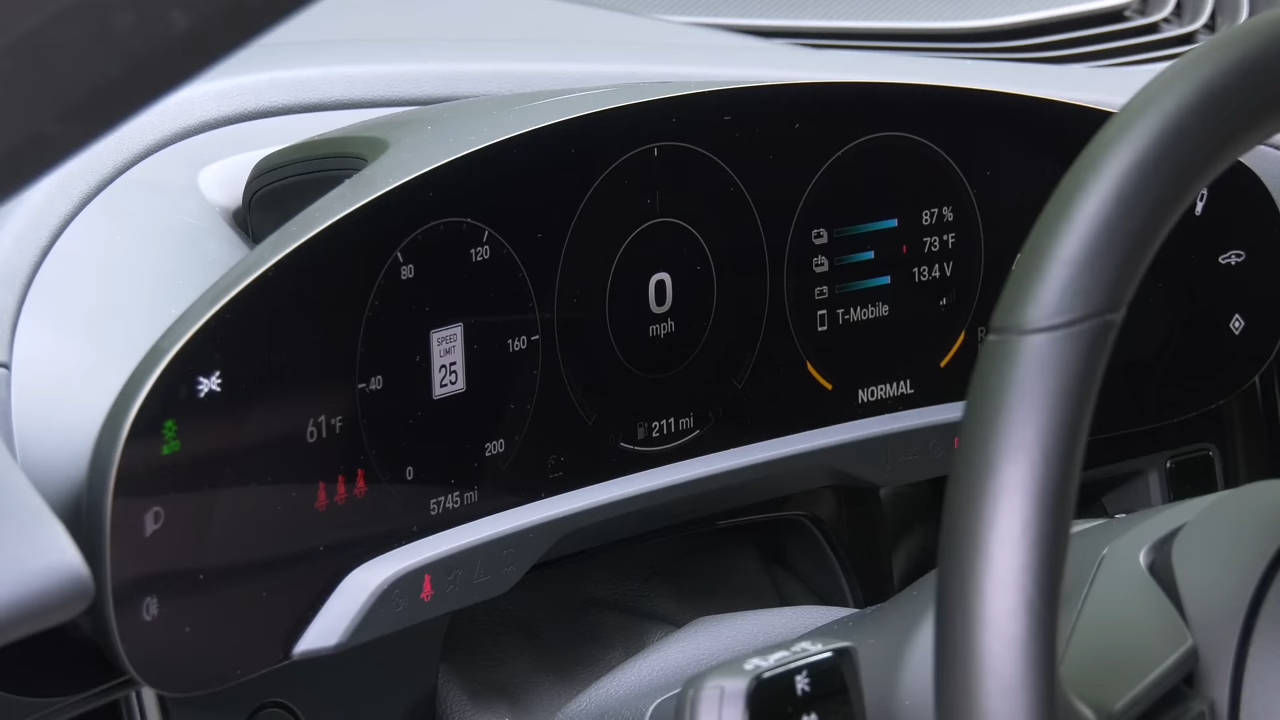 AUTO
61°F
0
40
80
120
160
200
SPEED
LIMIT
25
5745 mi
0
mph
211 mi
87 %
73 °F
13.4 V
T-Mobile
NORMAL
R